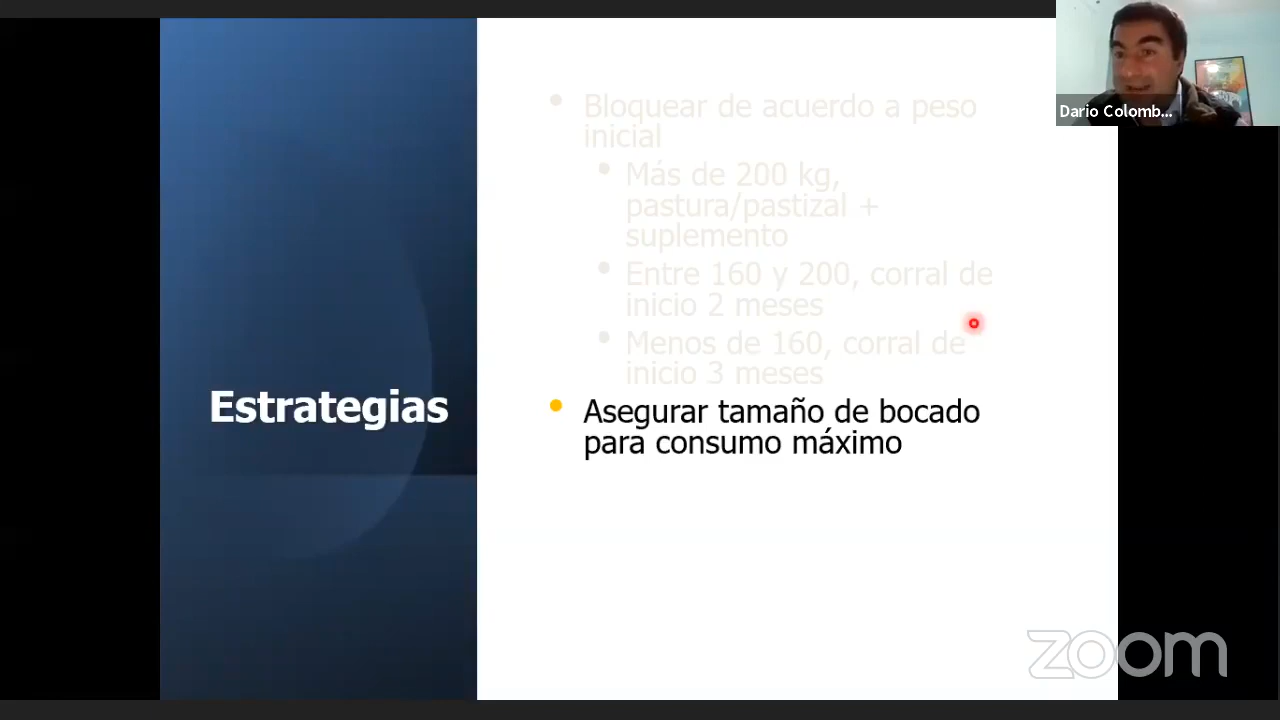 Dario Colomb...
Estrategias
Bloquear de acuerdo a peso
inicial
Más de 200 kg,
pastura/pastizal +
suplemento
Entre 160 y 200, corral de
inicio 2 meses
Menos de 160, corral de
inicio 3 meses
Asegurar tamaño de bocado
para consumo máximo
zoom